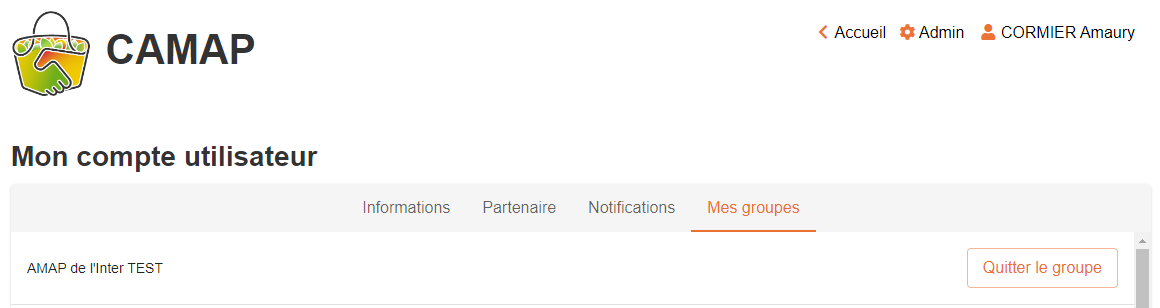 CAMAP
Accueil Admin CORMIER Amaury
Mon compte utilisateur
Informations Partenaire Notifications Mes groupes
AMAP de l'Inter TEST Quitter le groupe